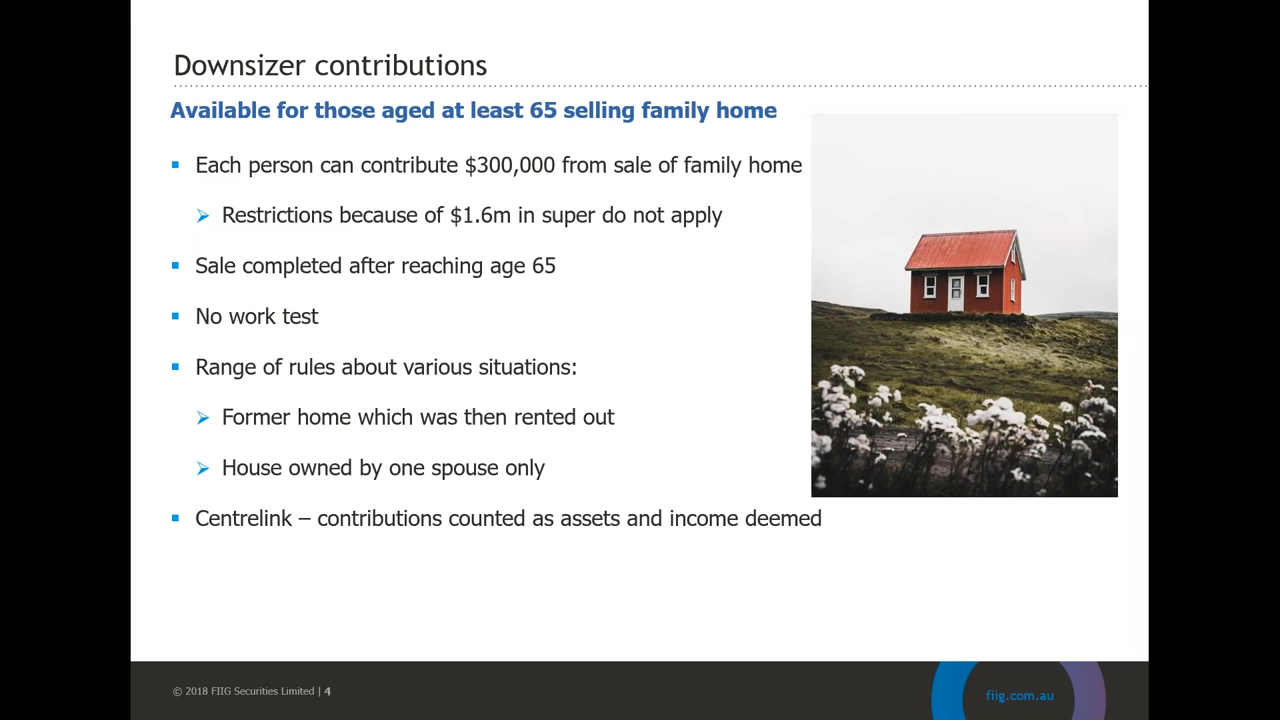 Downsizer contributions
Available for those aged at least 65 selling family home
Each person can contribute $300,000 from sale of family home
Restrictions because of $1.6m in super do not apply
Sale completed after reaching age 65
No work test
Range of rules about various situations:
Former home which was then rented out
House owned by one spouse only
Centrelink – contributions counted as assets and income deemed
© 2018 FIIG Securities Limited | 4
fiig.com.au